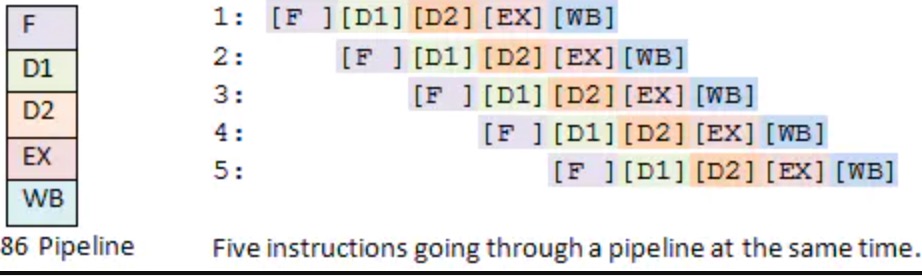 F
D1
D2
EX
WB
86 Pipeline
1: [F ][D1][D2][EX][WB]
2: [F ][D1][D2][EX][WB]
3: [F ][D1][D2][EX][WB]
4: [F ][D1][D2][EX][WB]
5: [F ][D1][D2][EX][WB]
Five instructions going through a pipeline at the same time.